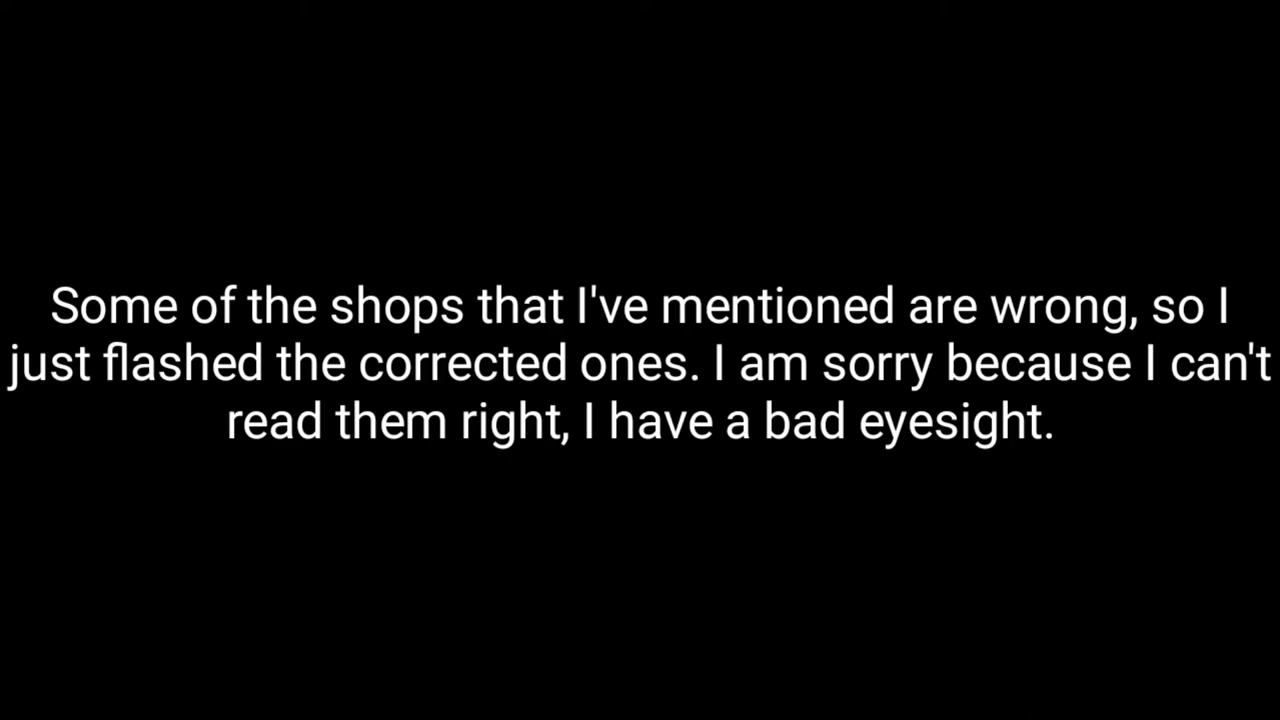 Some of the shops that I've mentioned are wrong, so I
just flashed the corrected ones. I am sorry because I can't
read them right, I have a bad eyesight.